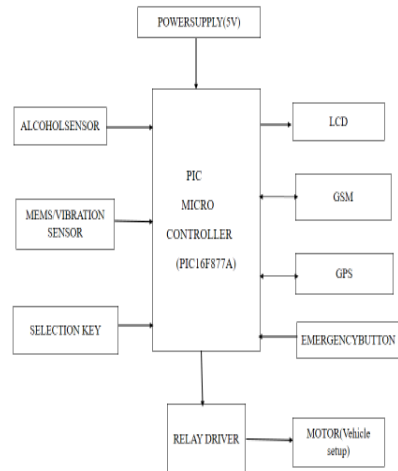 POWERSUPPLY(5V)
ALCOHOLSENSOR
MEMS/VIBRATION
SENSOR
SELECTION KEY
PIC
MICRO
CONTROLLER
(PIC16F877A)
LCD
GSM
GPS
EMERGENCYBUTTON
RELAY DRIVER
MOTOR(Vehicle
setup)